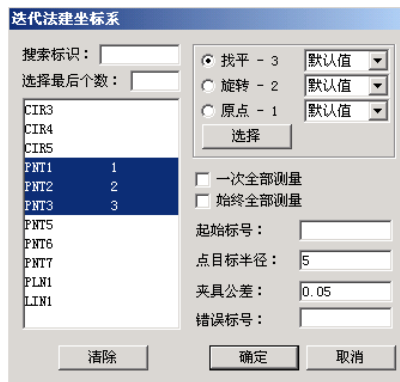 迭代法建坐标系
搜索标识：
选择最后个数：
CIR3
CIR4
CIR5
PNT1 1
PNT2 2
PNT3 3
PNT5
PNT6
PNT7
PLN1
LIN1
找平 - 3 默认值
旋转 - 2 默认值
原点 - 1 默认值
选择
一次全部测量
始终全部测量
起始标号：
点目标半径： 5
夹具公差： 0.05
错误标号：
清除 确定 取消